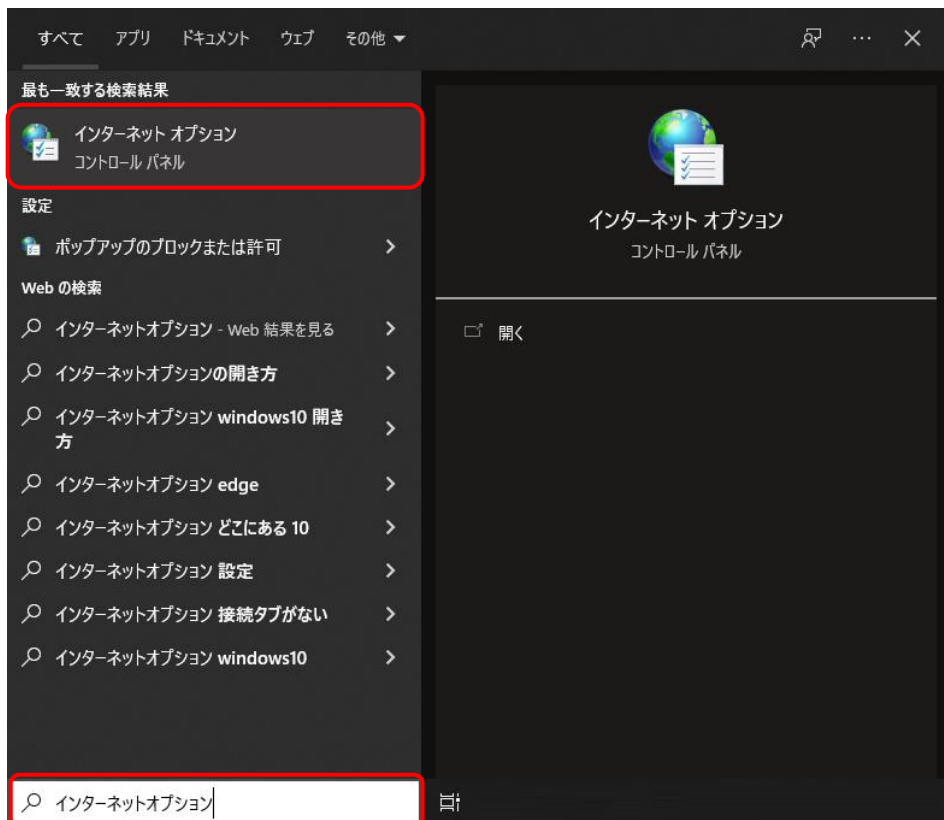 すべて アプリ ドキュメント ウェブ その他
最も一致する検索結果
インターネット オプション
コントロール パネル
設定
ポップアップのブロックまたは許可
Web の検索
インターネットオプション - Web 結果を見る
インターネットオプションの開き方
インターネットオプション windows10 開き
方
インターネットオプション edge
インターネットオプション どこにある 10
インターネットオプション 設定
インターネットオプション 接続タブがない
インターネットオプション windows10
インターネットオプション
インターネット オプション
コントロール パネル
開く